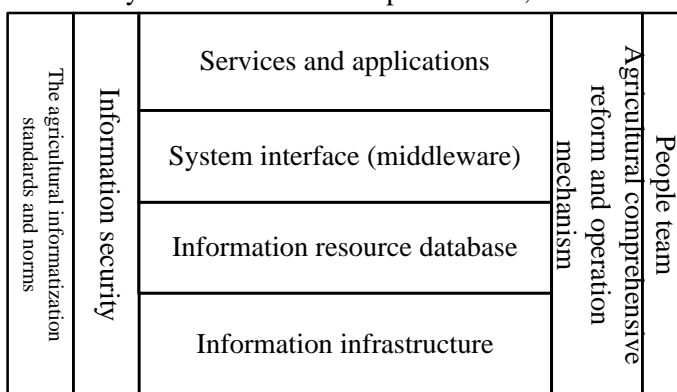 The agricultural informatization
standards and norms
Information security
Services and applications
System interface (middleware)
Information resource database
Information infrastructure
Agricultural comprehensive
reform and operation
mechanism
People team